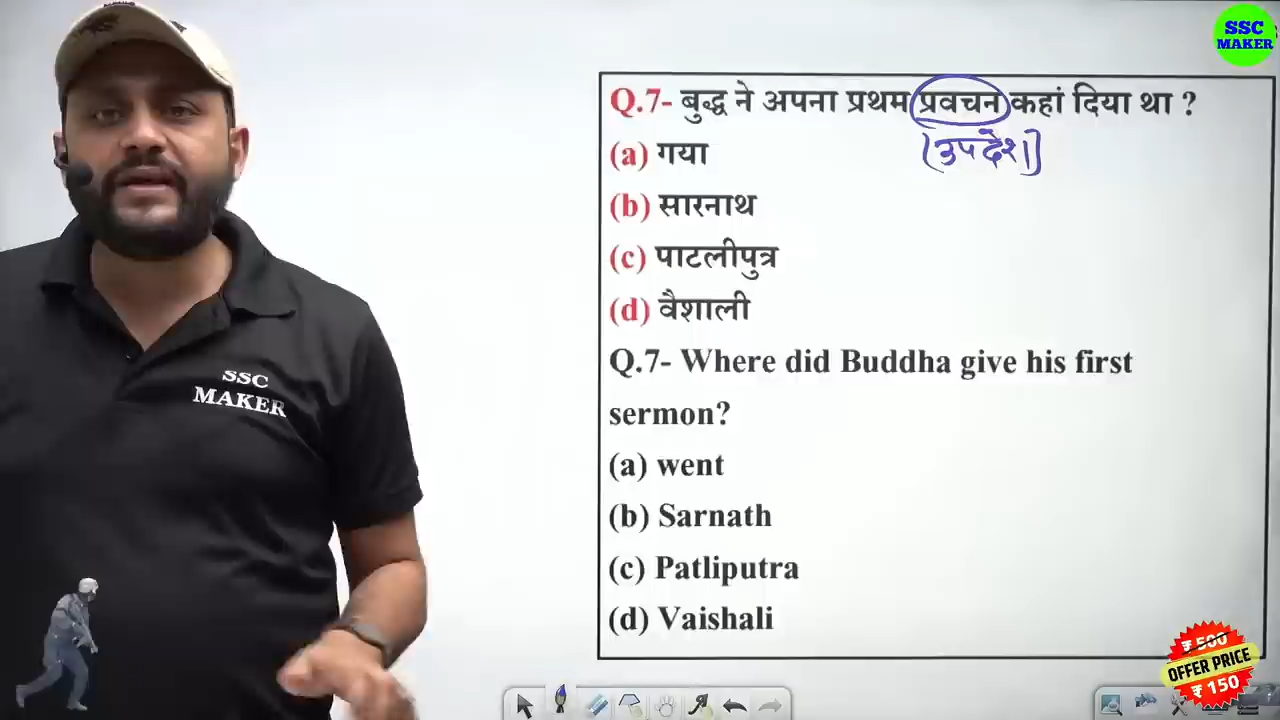 SSC
MAKER
Q.7- बुद्ध ने अपना प्रथम प्रवचन कहां दिया था ?
[उपदेश]
(a) गया
(b) सारनाथ
(c) पाटलीपुत्र
(d) वैशाली
Q.7- Where did Buddha give his first
sermon?
(a) went
(b) Sarnath
(c) Patliputra
(d) Vaishali
SSC
MAKER
₹ 500
OFFER PRICE
₹ 150